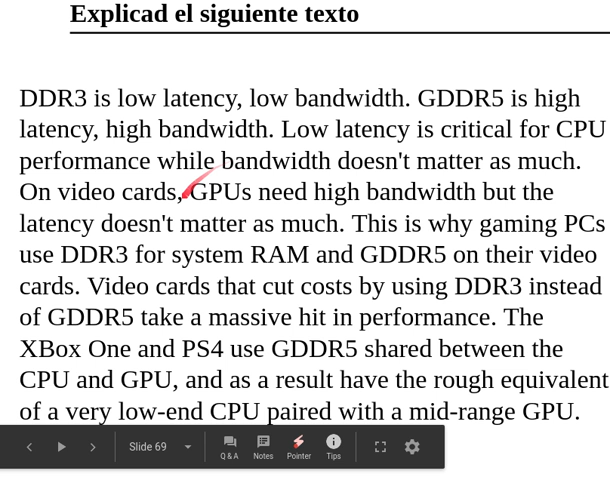 Explicad el siguiente texto
DDR3 is low latency, low bandwidth. GDDR5 is high
latency, high bandwidth. Low latency is critical for CPU
performance while bandwidth doesn't matter as much.
On video cards, GPUs need high bandwidth but the
latency doesn't matter as much. This is why gaming PCs
use DDR3 for system RAM and GDDR5 on their video
cards. Video cards that cut costs by using DDR3 instead
of GDDR5 take a massive hit in performance. The
XBox One and PS4 use GDDR5 shared between the
CPU and GPU, and as a result have the rough equivalent
of a very low-end CPU paired with a mid-range GPU.
Slide 69
Q & A Notes Pointer Tips